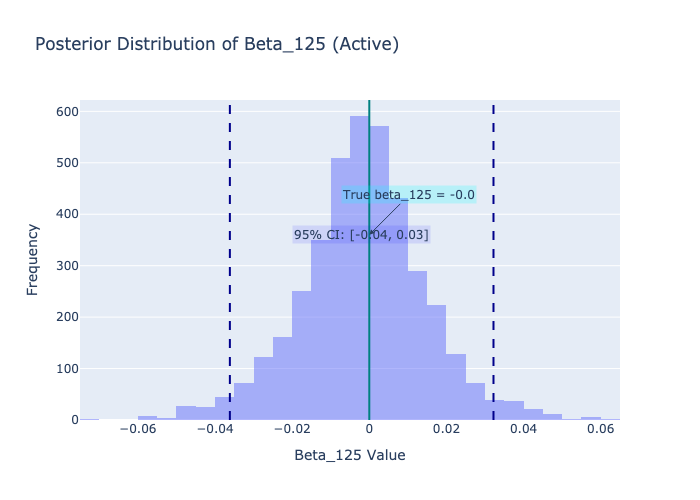 Posterior Distribution of Beta_125 (Active)
600
500
400
300
200
100
0
Frequency
True beta_125 = -0.0
95% CI: [-0.04, 0.03]
−0.06 −0.04 −0.02 0 0.02 0.04 0.06
Beta_125 Value